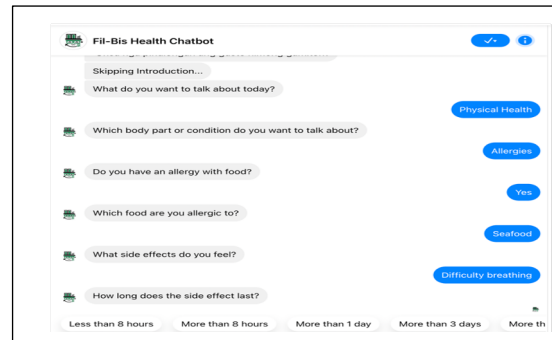 Fil-Bis Health Chatbot
Skipping Introduction...
What do you want to talk about today?
Physical Health
Which body part or condition do you want to talk about?
Allergies
Do you have an allergy with food?
Yes
Which food are you allergic to?
Seafood
What side effects do you feel?
Difficulty breathing
How long does the side effect last?
Less than 8 hours More than 8 hours More than 1 day More than 3 days More